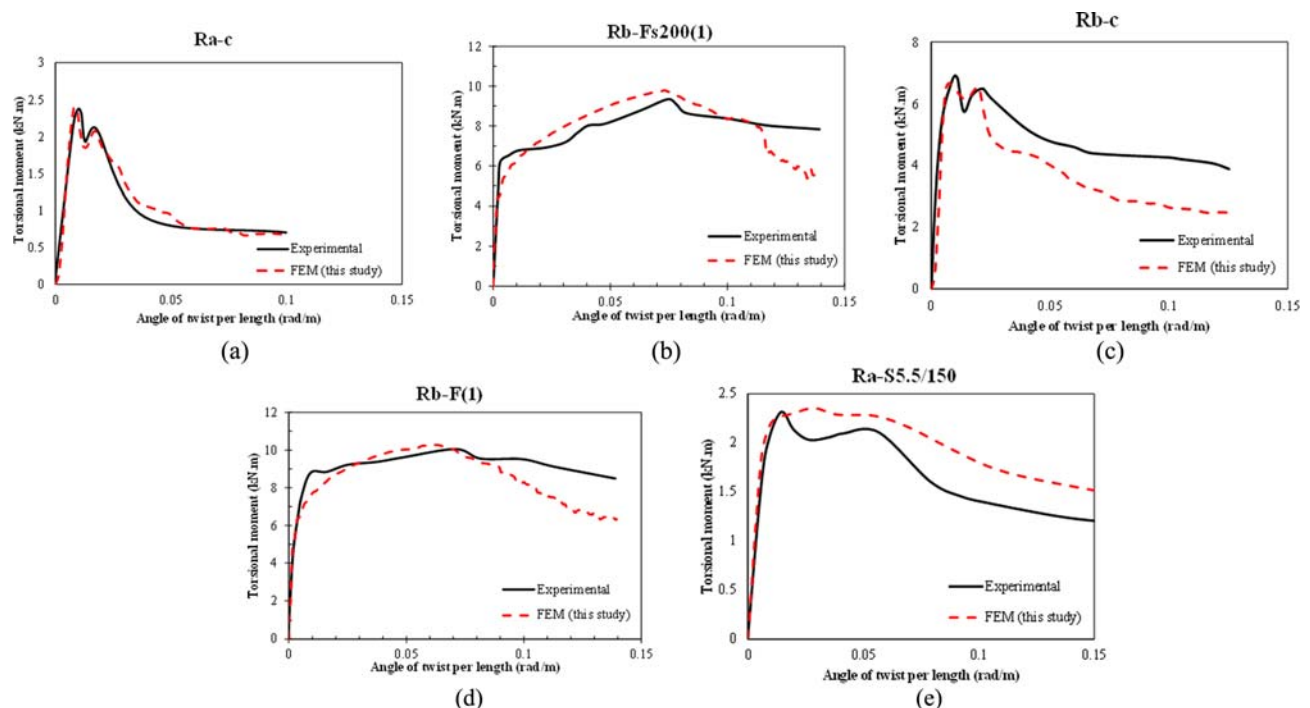 Ra-c
3
2.5
2
1.5
1
0.5
0
Torsional moment (kN.m)
Experimental
FEM (this study)
0 0.05 0.1 0.15
Angle of twist per length (rad/m)
(a)
Rb-Fs200(1)
12
10
8
6
4
2
0
Torsional moment (kN.m)
Experimental
FEM (this study)
0 0.05 0.1 0.15
Angle of twist per length (rad/m)
(b)
Rb-c
8
6
4
2
0
Torsional moment (kN.m)
Experimental
FEM (this study)
0 0.05 0.1 0.15
Angle of twist per length (rad/m)
(c)
Rb-F(1)
12
10
8
6
4
2
0
Torsional moment (kN.m)
Experimental
FEM (this study)
0 0.05 0.1 0.15
Angle of twist per length (rad/m)
(d)
Ra-S5.5/150
2.5
2
1.5
1
0.5
0
Torsional moment (kN.m)
Experimental
FEM (this study)
0 0.05 0.1 0.15
Angle of twist per length (rad/m)
(e)